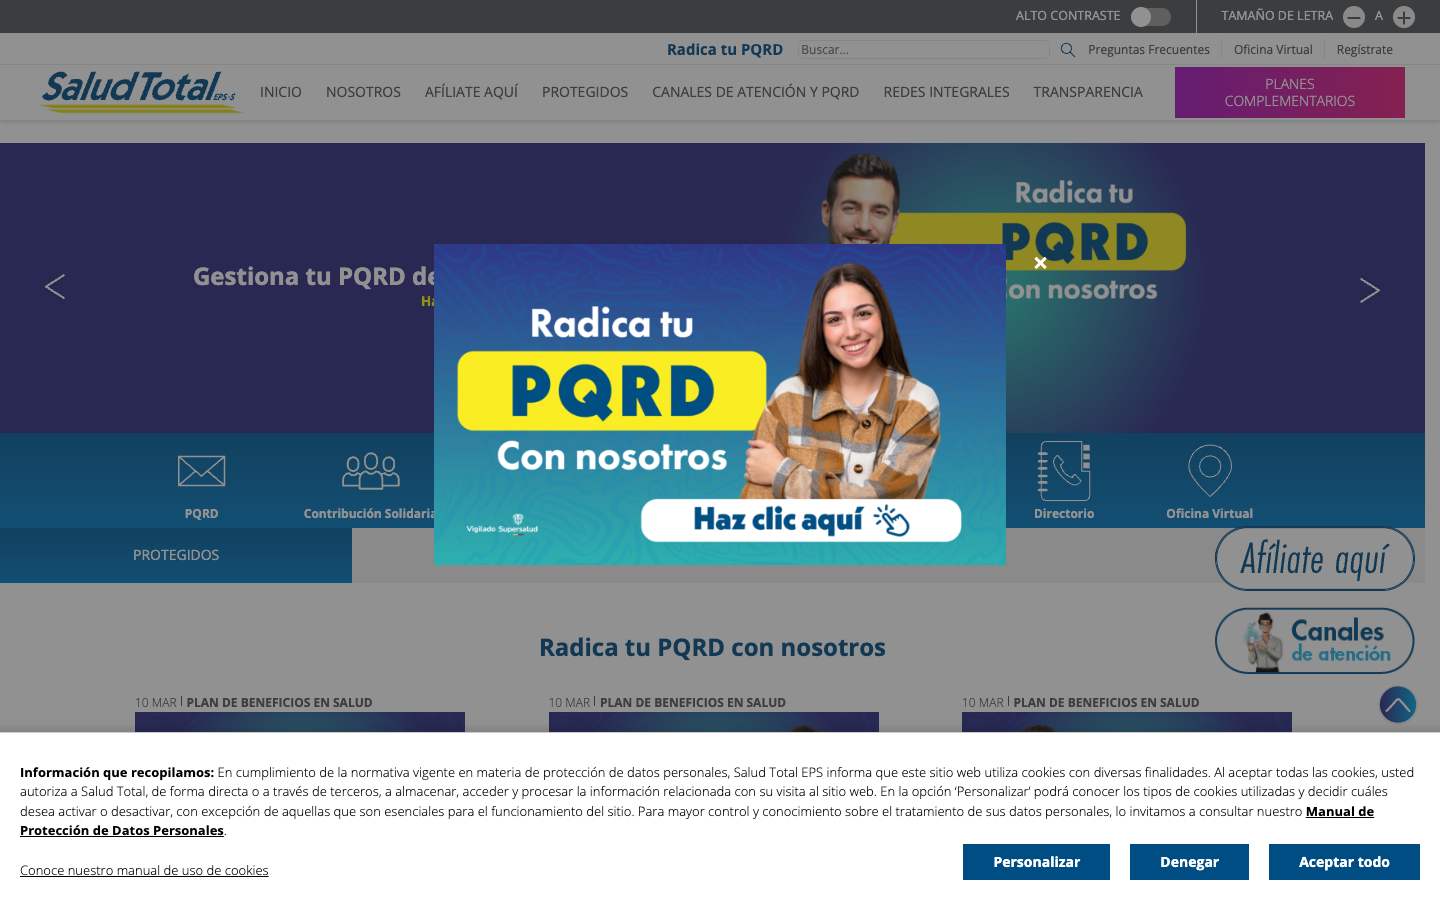 ALTO CONTRASTE
TAMAÑO DE LETRA
A
Radica tu PQRD
Buscar...
Preguntas Frecuentes
Oficina Virtual
Regístrate
Salud Total EPS-S
INICIO
NOSOTROS
AFÍLIATE AQUÍ
PROTEGIDOS
CANALES DE ATENCIÓN Y PQRD
REDES INTEGRALES
TRANSPARENCIA
PLANES
COMPLEMENTARIOS
Radica tu
PQRD
on nosotros
Gestiona tu PQRD de
Ha
Radica tu
PQRD
Con nosotros
Haz clic aquí
Vigilado Supersalud
×
PQRD
Contribución Solidaria
Directorio
Oficina Virtual
PROTEGIDOS
Afíliate aquí
Canales
de atención
Radica tu PQRD con nosotros
10 MAR | PLAN DE BENEFICIOS EN SALUD
10 MAR | PLAN DE BENEFICIOS EN SALUD
10 MAR | PLAN DE BENEFICIOS EN SALUD
Información que recopilamos: En cumplimiento de la normativa vigente en materia de protección de datos personales, Salud Total EPS informa que este sitio web utiliza cookies con diversas finalidades. Al aceptar todas las cookies, usted
autoriza a Salud Total, de forma directa o a través de terceros, a almacenar, acceder y procesar la información relacionada con su visita al sitio web. En la opción ‘Personalizar’ podrá conocer los tipos de cookies utilizadas y decidir cuáles
desea activar o desactivar, con excepción de aquellas que son esenciales para el funcionamiento del sitio. Para mayor control y conocimiento sobre el tratamiento de sus datos personales, lo invitamos a consultar nuestro Manual de
Protección de Datos Personales.
Conoce nuestro manual de uso de cookies
Personalizar
Denegar
Aceptar todo